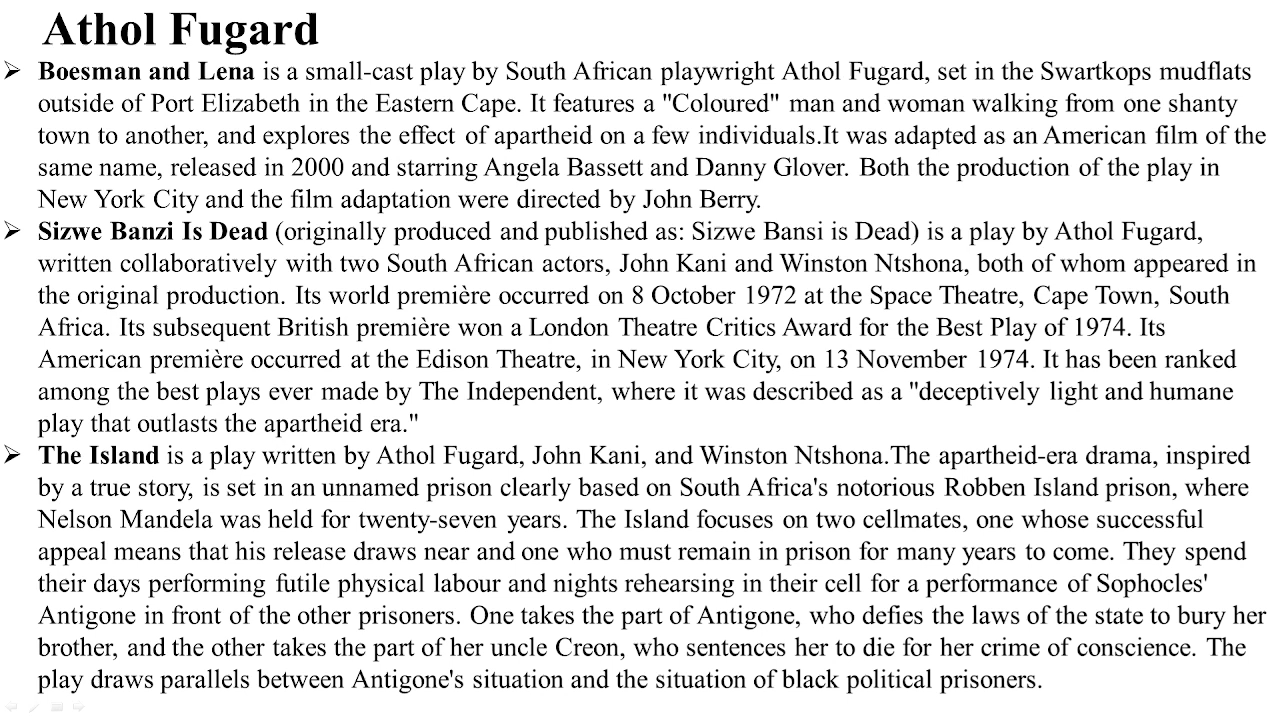 Athol Fugard
➢ Boesman and Lena is a small-cast play by South African playwright Athol Fugard, set in the Swartkops mudflats
outside of Port Elizabeth in the Eastern Cape. It features a "Coloured" man and woman walking from one shanty
town to another, and explores the effect of apartheid on a few individuals.It was adapted as an American film of the
same name, released in 2000 and starring Angela Bassett and Danny Glover. Both the production of the play in
New York City and the film adaptation were directed by John Berry.
➢ Sizwe Banzi Is Dead (originally produced and published as: Sizwe Bansi is Dead) is a play by Athol Fugard,
written collaboratively with two South African actors, John Kani and Winston Ntshona, both of whom appeared in
the original production. Its world première occurred on 8 October 1972 at the Space Theatre, Cape Town, South
Africa. Its subsequent British première won a London Theatre Critics Award for the Best Play of 1974. Its
American première occurred at the Edison Theatre, in New York City, on 13 November 1974. It has been ranked
among the best plays ever made by The Independent, where it was described as a "deceptively light and humane
play that outlasts the apartheid era."
➢ The Island is a play written by Athol Fugard, John Kani, and Winston Ntshona.The apartheid-era drama, inspired
by a true story, is set in an unnamed prison clearly based on South Africa's notorious Robben Island prison, where
Nelson Mandela was held for twenty-seven years. The Island focuses on two cellmates, one whose successful
appeal means that his release draws near and one who must remain in prison for many years to come. They spend
their days performing futile physical labour and nights rehearsing in their cell for a performance of Sophocles'
Antigone in front of the other prisoners. One takes the part of Antigone, who defies the laws of the state to bury her
brother, and the other takes the part of her uncle Creon, who sentences her to die for her crime of conscience. The
play draws parallels between Antigone's situation and the situation of black political prisoners.